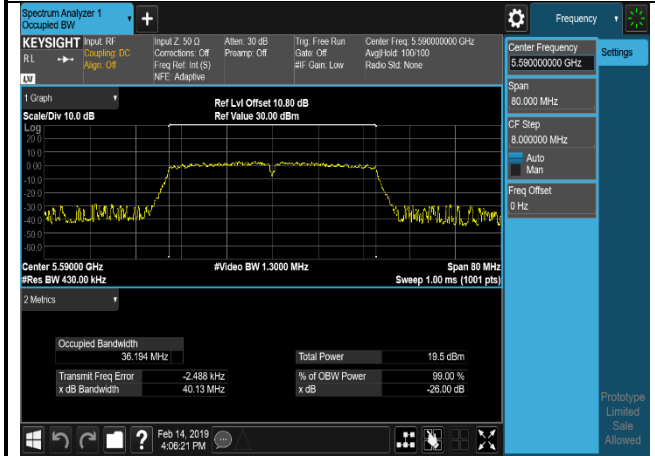 Spectrum Analyzer 1
Occupied BW
+
Frequency
KEYSIGHT
RL
LXI
Input: RF
Coupling: DC
Align: Off
Input Z: 50 Ω
Corrections: Off
Freq Ref: Int (S)
NFE: Adaptive
Atten: 30 dB
Preamp: Off
Trig: Free Run
Gate: Off
#IF Gain: Low
Center Freq: 5.590000000 GHz
Avg|Hold: 100/100
Radio Std: None
Center Frequency
5.590000000 GHz
Settings
Span
80.000 MHz
CF Step
8.000000 MHz
Auto
Man
Freq Offset
0 Hz
1 Graph
Scale/Div 10.0 dB
Ref Lvl Offset 10.80 dB
Ref Value 30.00 dBm
Log
20.0
10.0
0.00
-10.0
-20.0
-30.0
-40.0
-50.0
-60.0
Center 5.59000 GHz
#Res BW 430.00 kHz
#Video BW 1.3000 MHz
Span 80 MHz
Sweep 1.00 ms (1001 pts)
2 Metrics
Occupied Bandwidth
36.194 MHz
Total Power 19.5 dBm
Transmit Freq Error -2.488 kHz
% of OBW Power 99.00 %
x dB Bandwidth 40.13 MHz
x dB -26.00 dB
Prototype
Limited
Sale
Allowed
?
Feb 14, 2019
4:06:21 PM